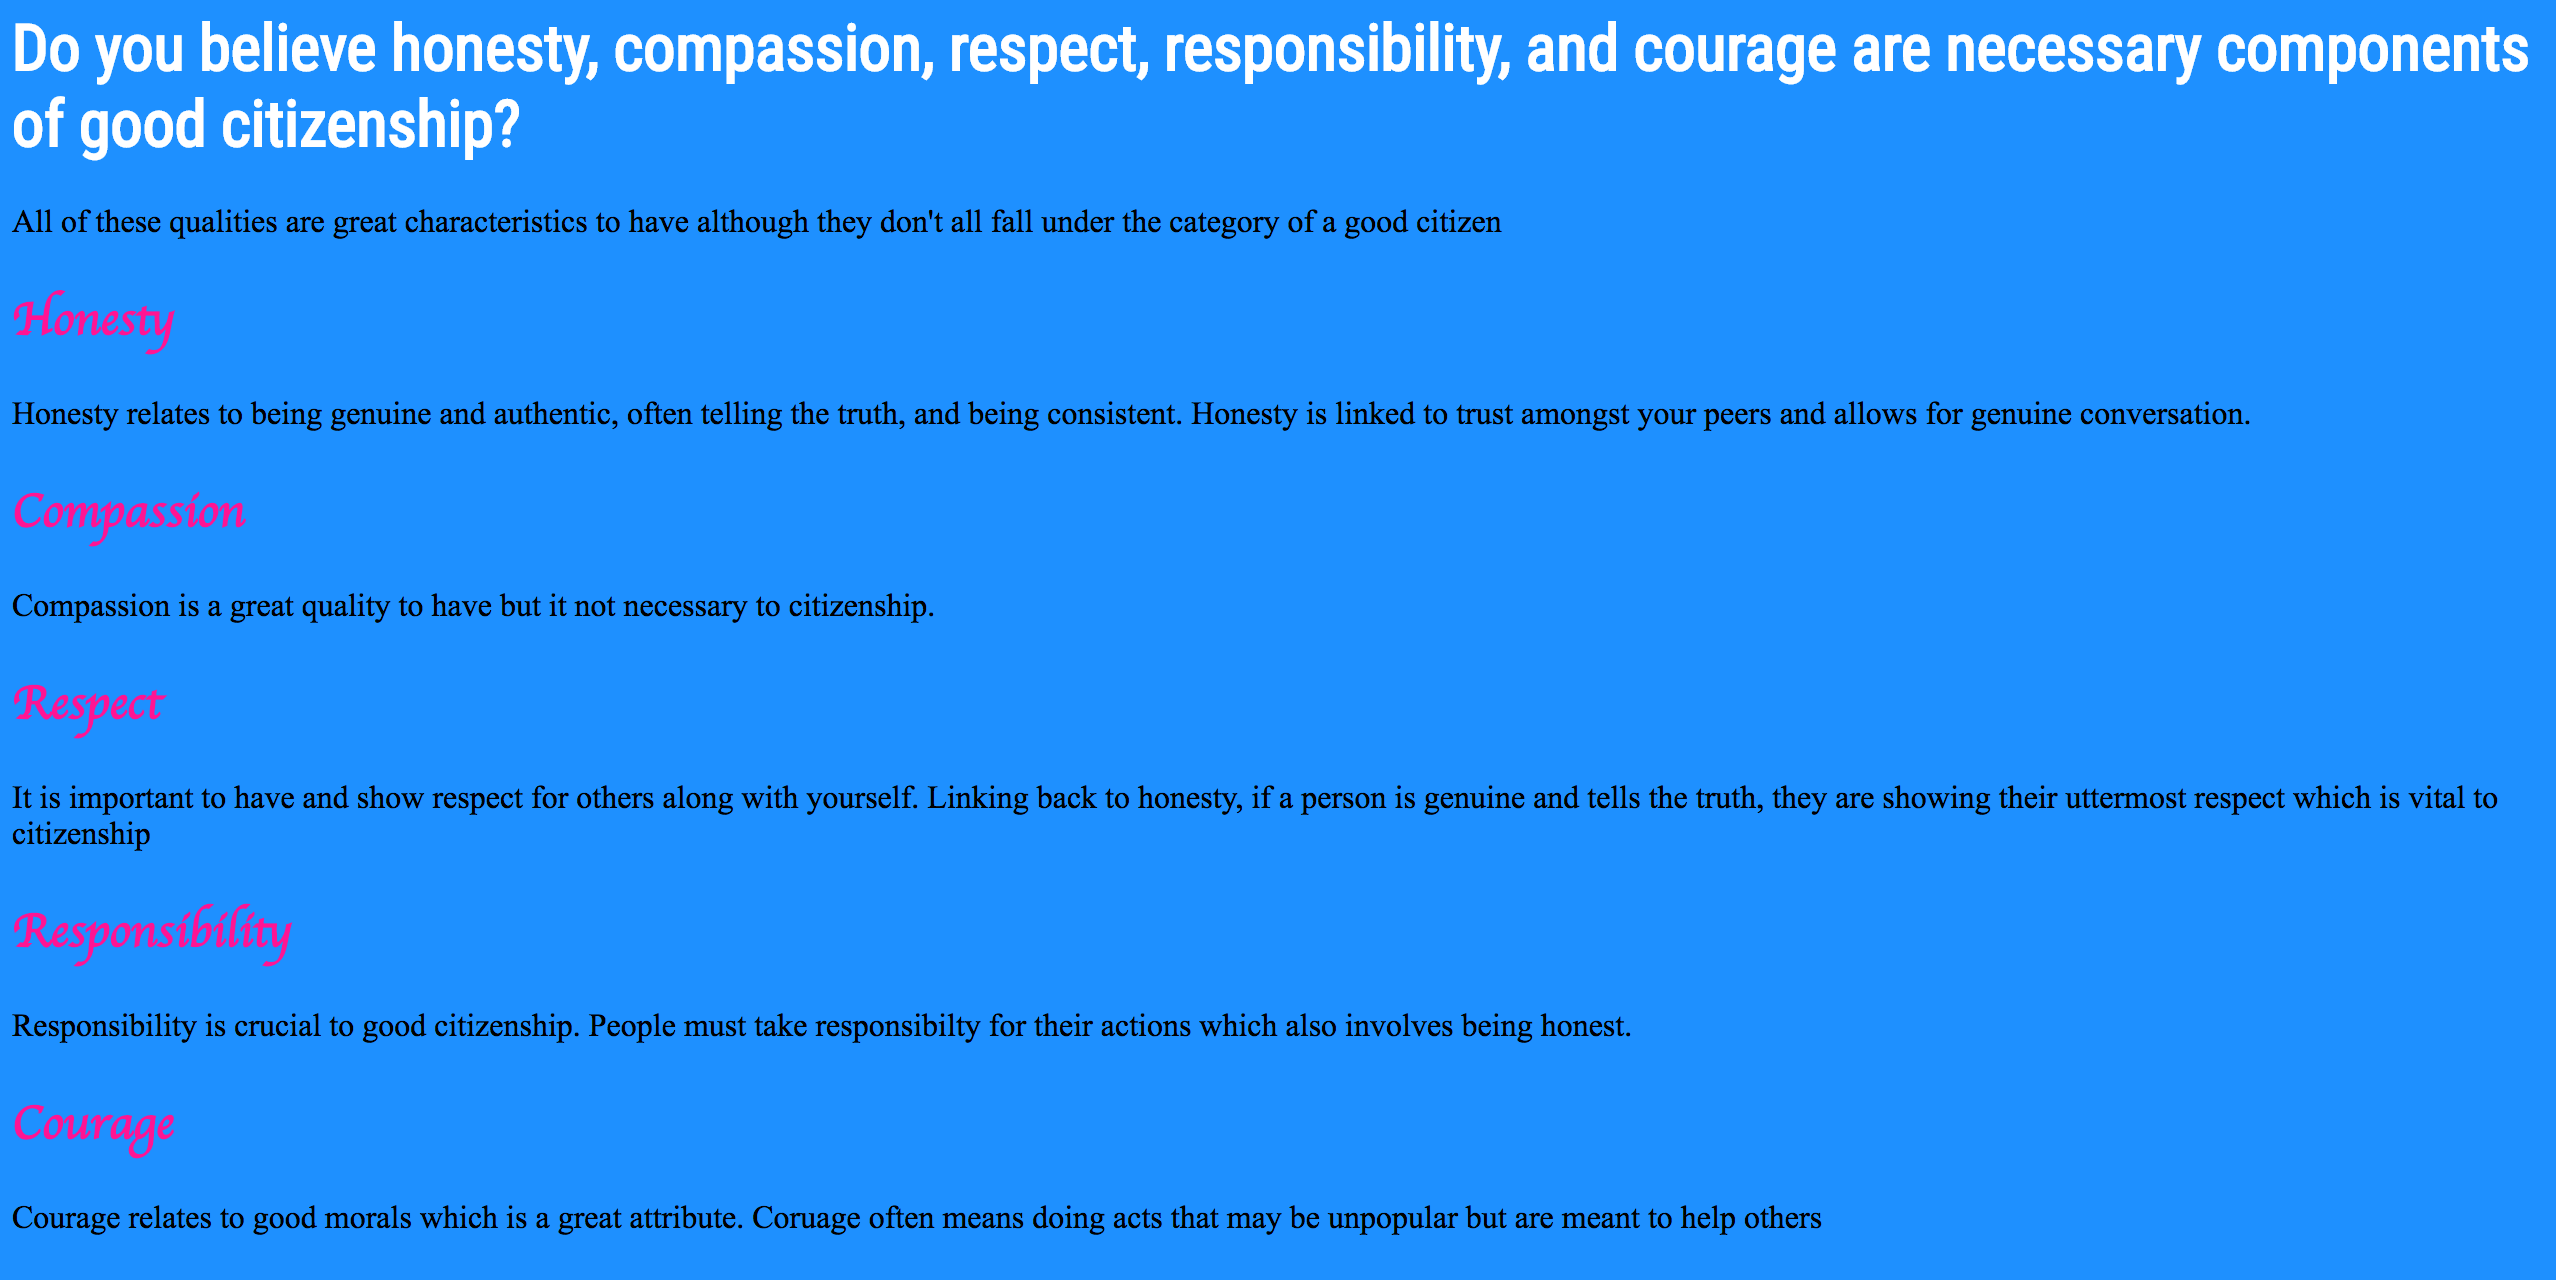 Do you believe honesty, compassion, respect, responsibility, and courage are necessary components
of good citizenship?
All of these qualities are great characteristics to have although they don't all fall under the category of a good citizen
Honesty
Honesty relates to being genuine and authentic, often telling the truth, and being consistent. Honesty is linked to trust amongst your peers and allows for genuine conversation.
Compassion
Compassion is a great quality to have but it not necessary to citizenship.
Respect
It is important to have and show respect for others along with yourself. Linking back to honesty, if a person is genuine and tells the truth, they are showing their uttermost respect which is vital to
citizenship
Responsibility
Responsibility is crucial to good citizenship. People must take responsibilty for their actions which also involves being honest.
Courage
Courage relates to good morals which is a great attribute. Coruage often means doing acts that may be unpopular but are meant to help others